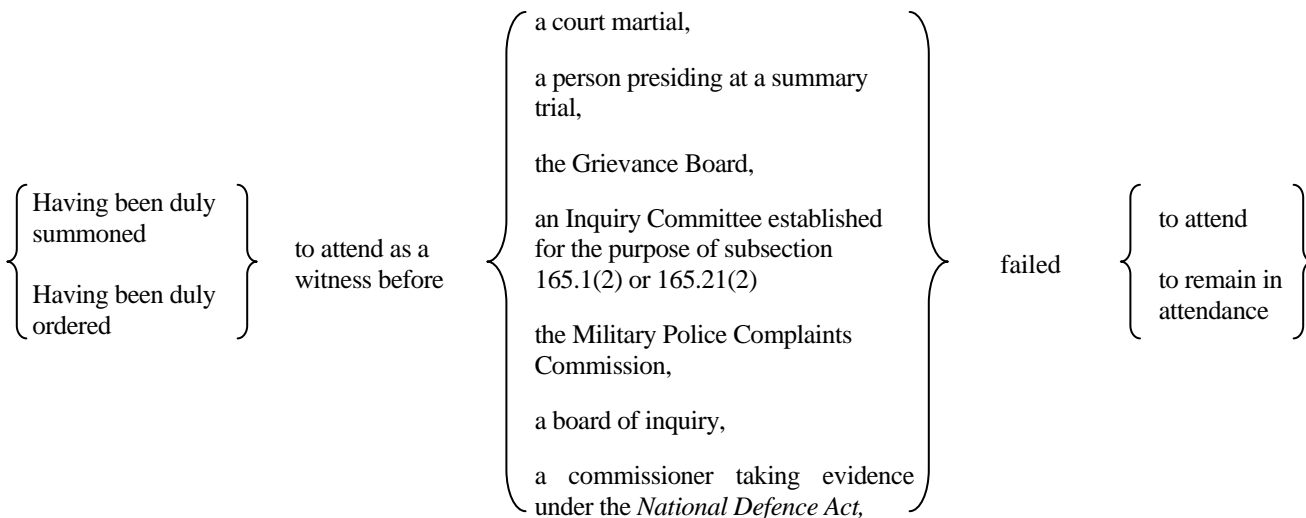 Having been duly
summoned
Having been duly
ordered
to attend as a
witness before
a court martial,
a person presiding at a summary
trial,
the Grievance Board,
an Inquiry Committee established
for the purpose of subsection
165.1(2) or 165.21(2)
the Military Police Complaints
Commission,
a board of inquiry,
a commissioner taking evidence
under the National Defence Act,
failed
to attend
to remain in
attendance